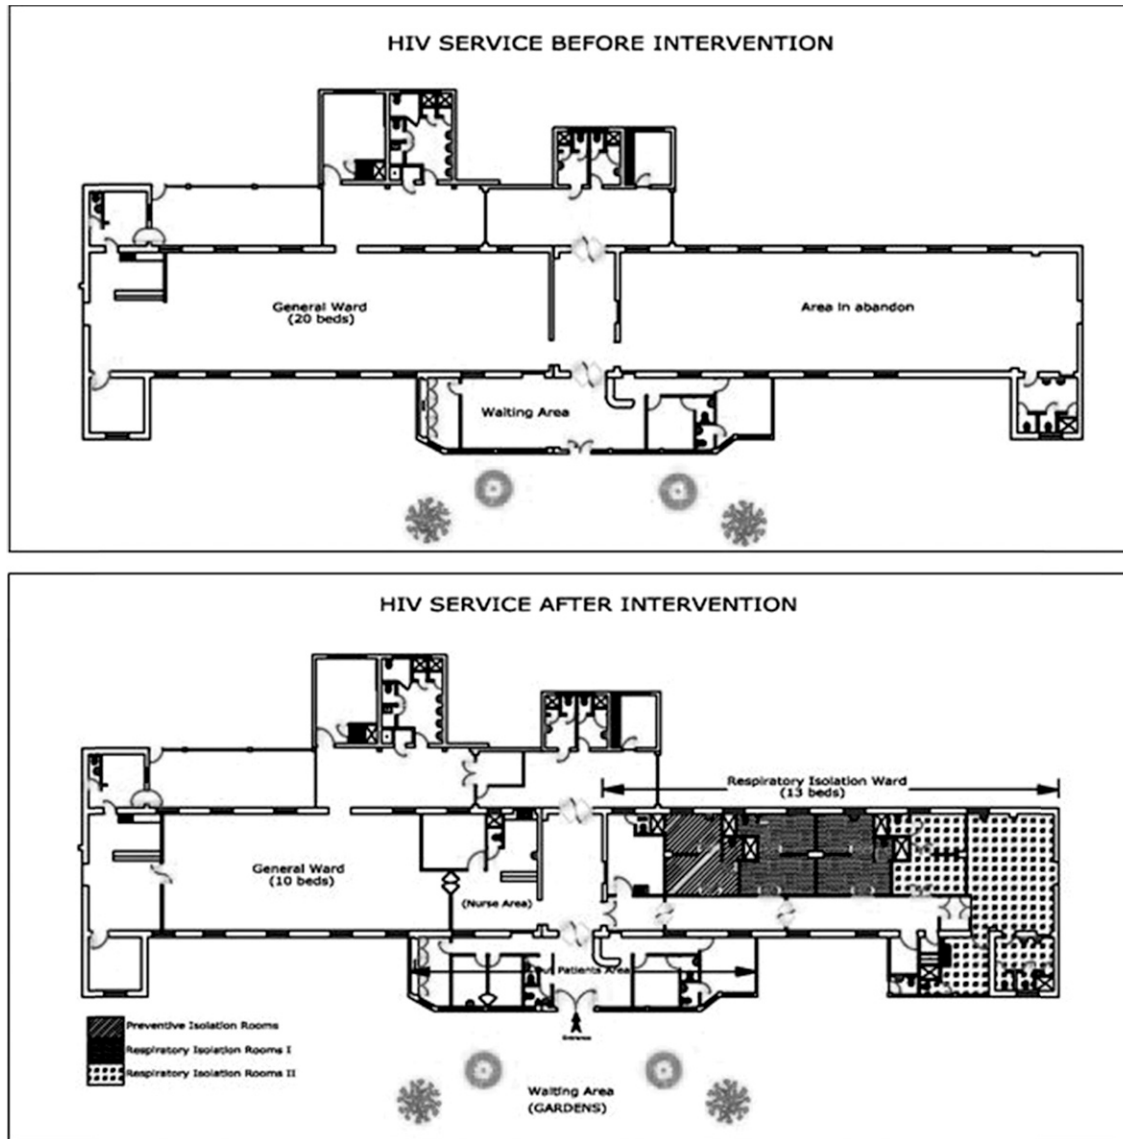 HIV SERVICE BEFORE INTERVENTION
General Ward
(20 beds)
Area in abandon
Waiting Area
HIV SERVICE AFTER INTERVENTION
Respiratory Isolation Ward
(13 beds)
General Ward
(10 beds)
(Nurse Area)
Out Patients Area
Entrance
Preventive Isolation Rooms
Respiratory Isolation Rooms I
Respiratory Isolation Rooms II
Waiting Area
(GARDENS)